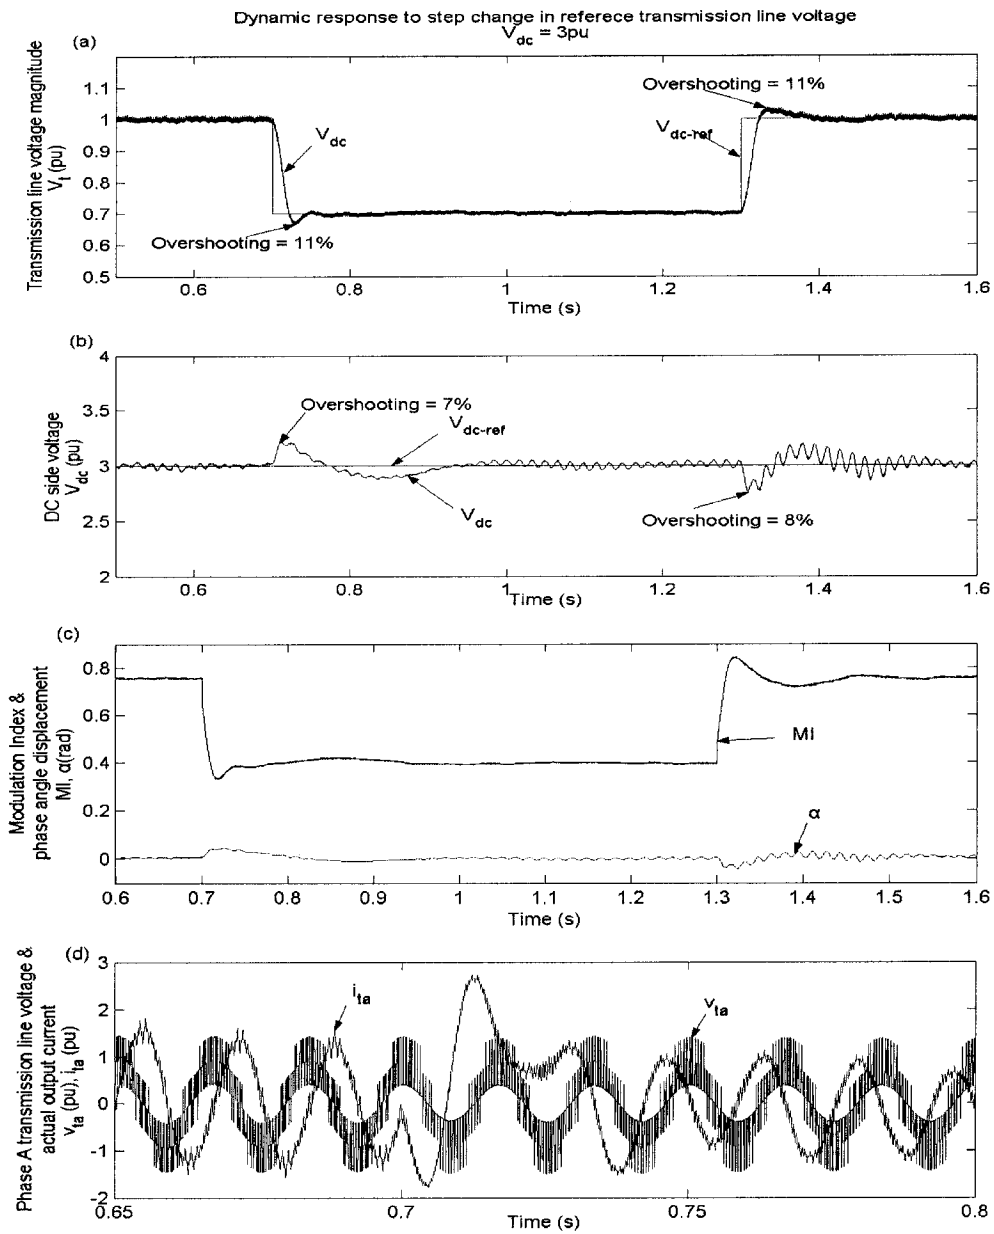 Dynamic response to step change in referece transmission line voltage
V_dc = 3pu
(a)
Transmission line voltage magnitude
V_t (pu)
1.1
1
0.9
0.8
0.7
0.6
0.5
Overshooting = 11%
V_dc
V_dc-ref
Overshooting = 11%
0.6 0.8 1 1.2 1.4 1.6
Time (s)
(b)
DC side voltage
V_dc (pu)
4
3.5
3
2.5
2
Overshooting = 7%
V_dc-ref
V_dc
Overshooting = 8%
0.6 0.8 1 1.2 1.4 1.6
Time (s)
(c)
Modulation Index &
phase angle displacement
MI, α(rad)
0.8
0.6
0.4
0.2
0
MI
α
0.6 0.7 0.8 0.9 1 1.1 1.2 1.3 1.4 1.5 1.6
Time (s)
(d)
Phase A transmission line voltage &
actual output current
v_ta (pu), i_ta (pu)
3
2
1
0
-1
-2
i_ta
v_ta
0.65 0.7 0.75 0.8
Time (s)